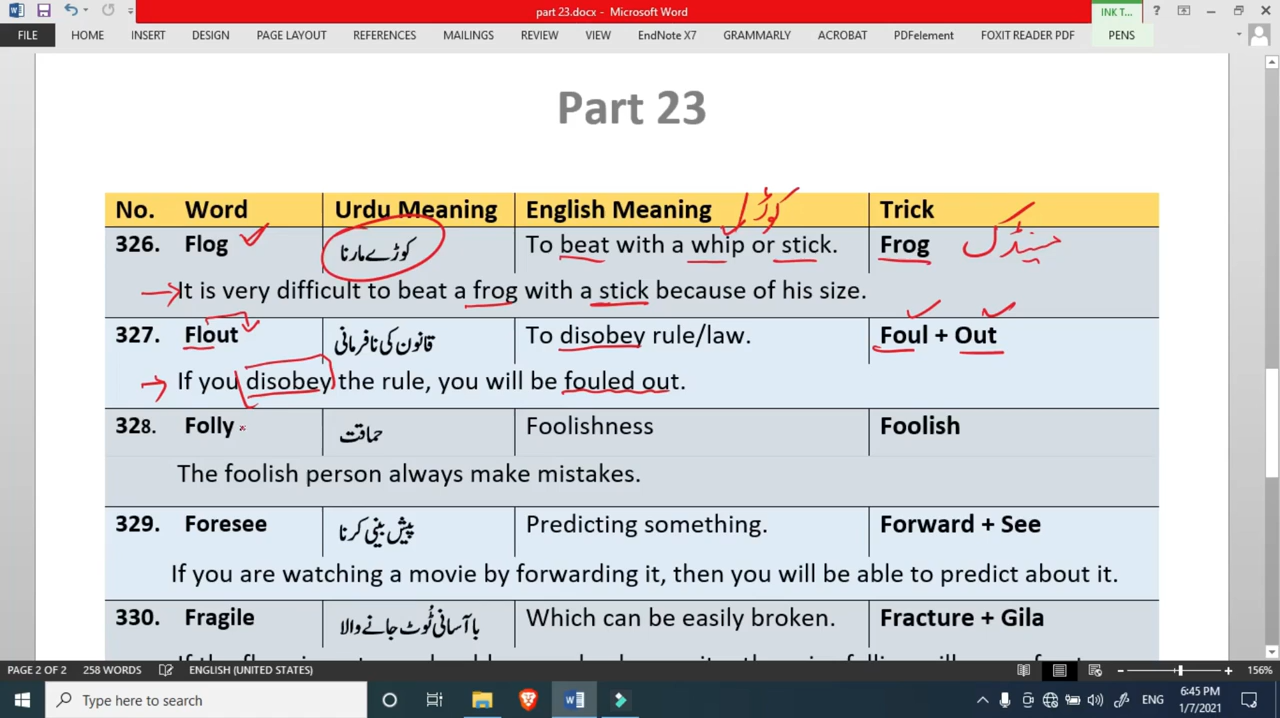 part 23.docx - Microsoft Word
INK T...
FILE HOME INSERT DESIGN PAGE LAYOUT REFERENCES MAILINGS REVIEW VIEW EndNote X7 GRAMMARLY ACROBAT PDFelement FOXIT READER PDF PENS
Part 23
No. Word Urdu Meaning English Meaning Trick
کوڑا
326. Flog کوڑے مارنا To beat with a whip or stick. Frog مینڈک
It is very difficult to beat a frog with a stick because of his size.
327. Flout قانون کی نافرمانی To disobey rule/law. Foul + Out
If you disobey the rule, you will be fouled out.
328. Folly حماقت Foolishness Foolish
The foolish person always make mistakes.
329. Foresee پیش بینی کرنا Predicting something. Forward + See
If you are watching a movie by forwarding it, then you will be able to predict about it.
330. Fragile باآسانی ٹُوٹ جانے والا Which can be easily broken. Fracture + Gila
PAGE 2 OF 2 258 WORDS ENGLISH (UNITED STATES) 156%
Type here to search
ENG
6:45 PM
1/7/2021